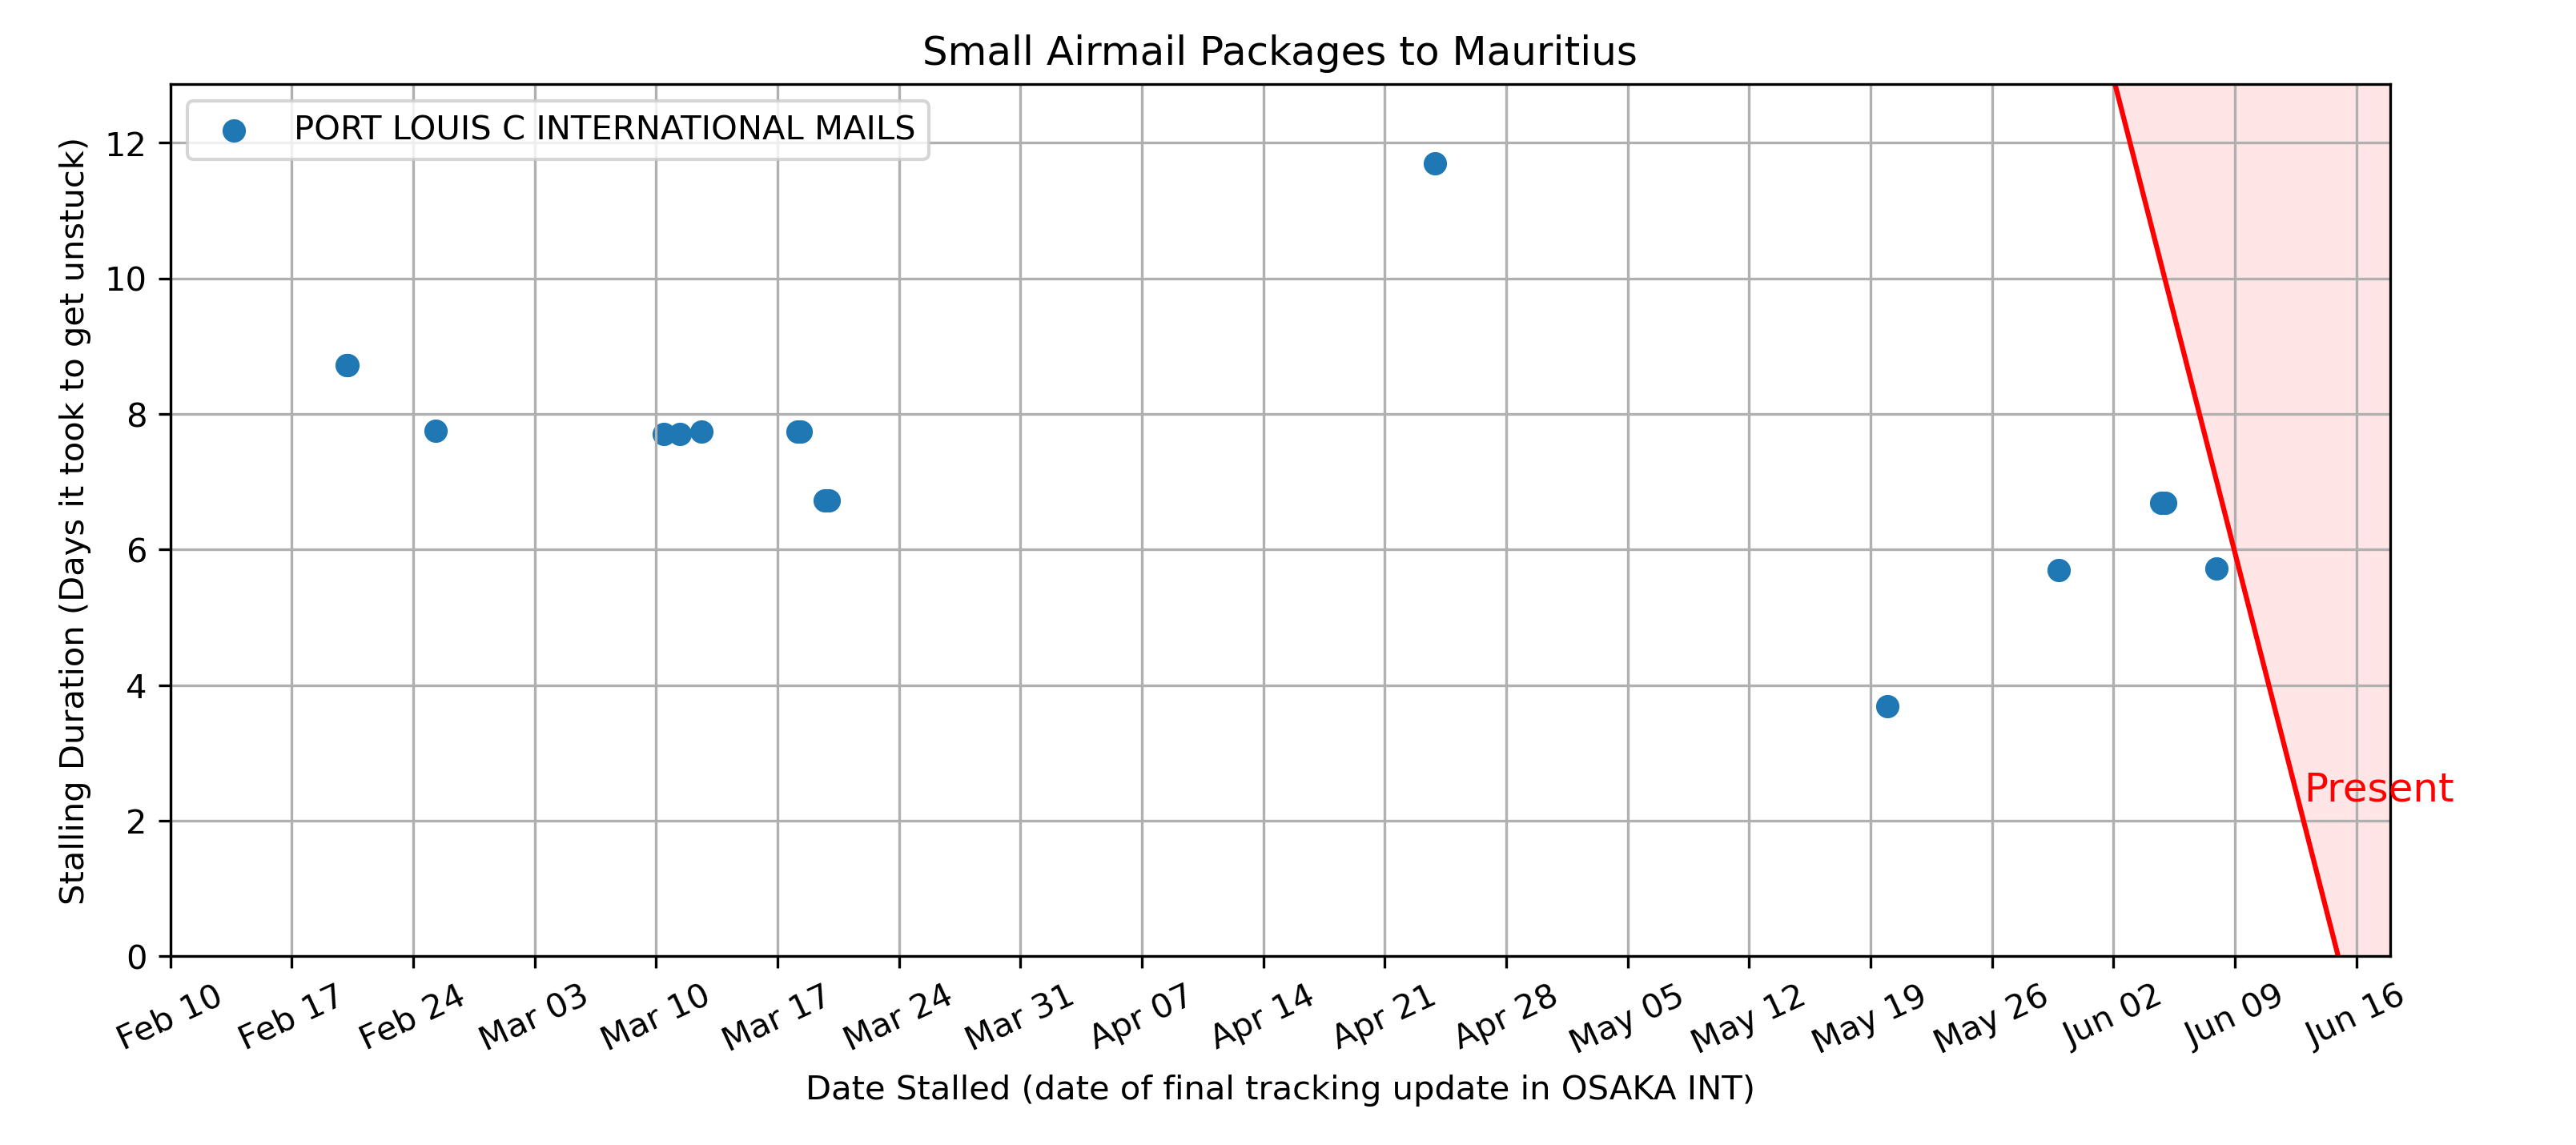 Small Airmail Packages to Mauritius
PORT LOUIS C INTERNATIONAL MAILS
Stalling Duration (Days it took to get unstuck)
12
10
8
6
4
2
0
Present
Feb 10
Feb 17
Feb 24
Mar 03
Mar 10
Mar 17
Mar 24
Mar 31
Apr 07
Apr 14
Apr 21
Apr 28
May 05
May 12
May 19
May 26
Jun 02
Jun 09
Jun 16
Date Stalled (date of final tracking update in OSAKA INT)